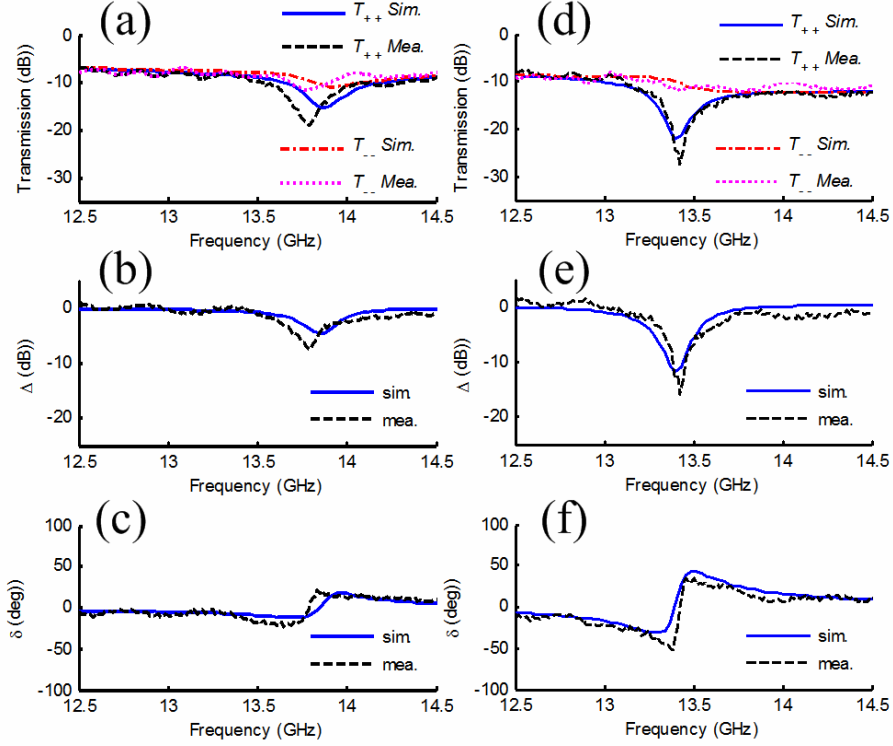 (a)
T++ Sim.
T++ Mea.
T-- Sim.
T-- Mea.
Transmission (dB))
0
-10
-20
-30
12.5 13 13.5 14 14.5
Frequency (GHz)
(d)
T++ Sim.
T++ Mea.
T-- Sim.
T-- Mea.
Transmission (dB))
0
-10
-20
-30
12.5 13 13.5 14 14.5
Frequency (GHz)
(b)
Δ (dB))
0
-10
-20
sim.
mea.
12.5 13 13.5 14 14.5
Frequency (GHz)
(e)
Δ (dB))
0
-10
-20
sim.
mea.
12.5 13 13.5 14 14.5
Frequency (GHz)
(c)
δ (deg))
100
50
0
-50
-100
sim.
mea.
12.5 13 13.5 14 14.5
Frequency (GHz)
(f)
δ (deg))
100
50
0
-50
-100
sim.
mea.
12.5 13 13.5 14 14.5
Frequency (GHz)